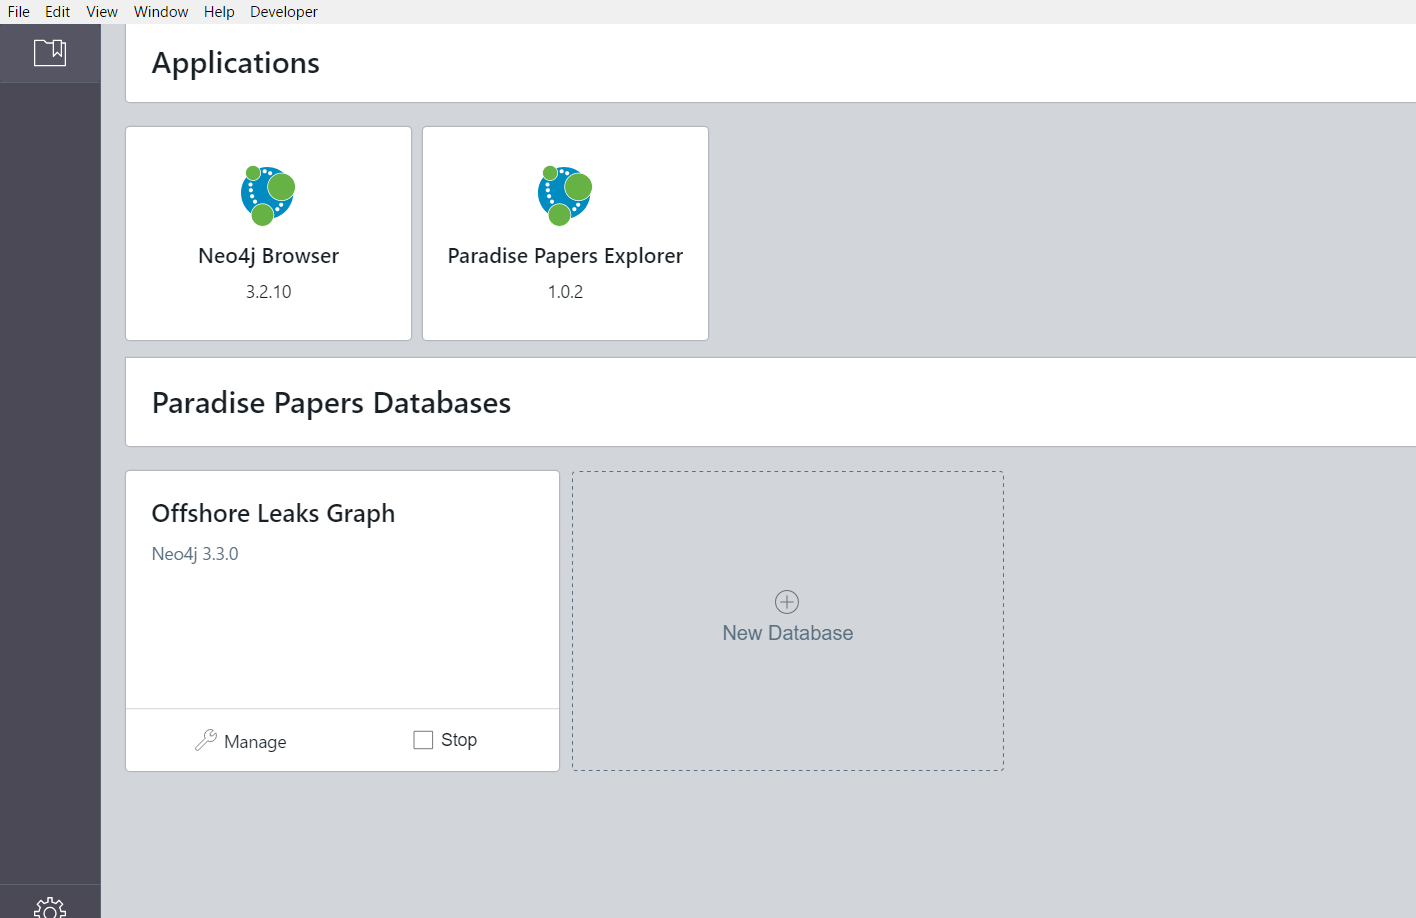 File Edit View Window Help Developer
Applications
Neo4j Browser
3.2.10
Paradise Papers Explorer
1.0.2
Paradise Papers Databases
Offshore Leaks Graph
Neo4j 3.3.0
Manage
Stop
New Database